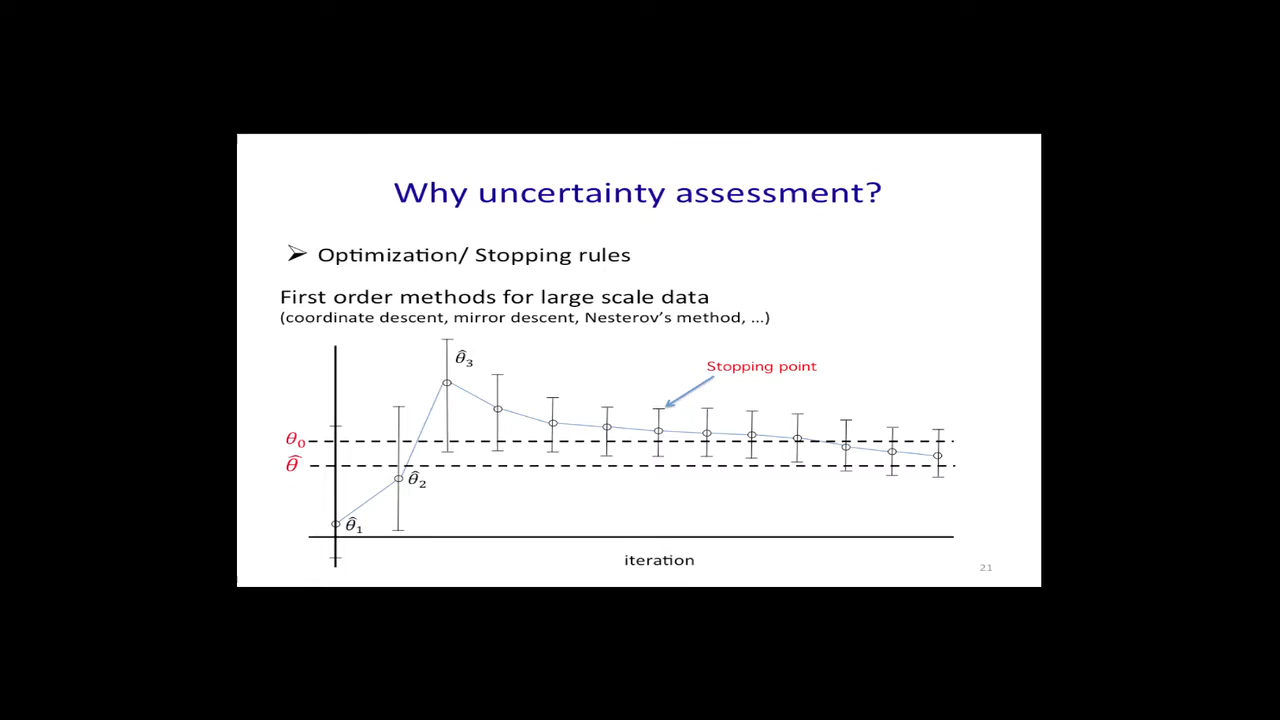 Why uncertainty assessment?
➢ Optimization/ Stopping rules
First order methods for large scale data
(coordinate descent, mirror descent, Nesterov's method, ...)
θ̂₃
Stopping point
θ₀
θ̂
θ̂₂
θ̂₁
iteration
21